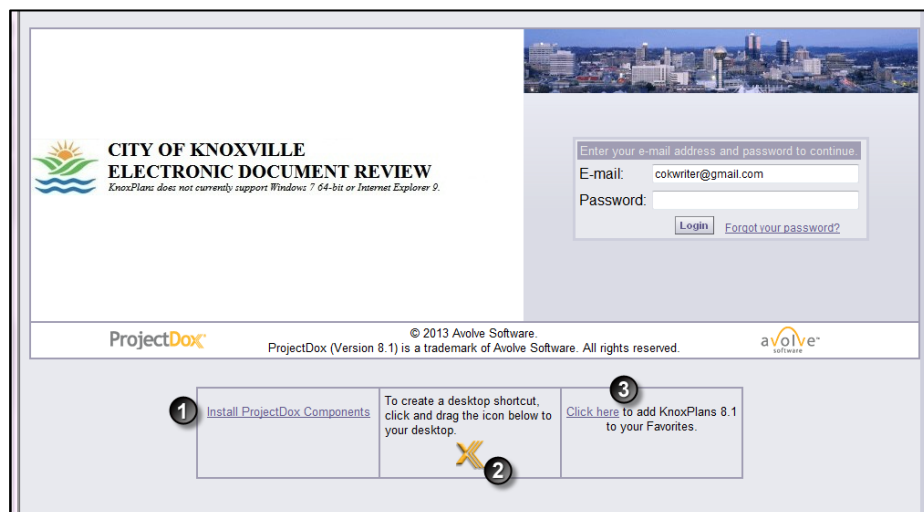 CITY OF KNOXVILLE
ELECTRONIC DOCUMENT REVIEW
KnoxPlans does not currently support Windows 7 64-bit or Internet Explorer 9.
Enter your e-mail address and password to continue.
E-mail: cokwriter@gmail.com
Password:
Login Forgot your password?
ProjectDox
© 2013 Avolve Software.
ProjectDox (Version 8.1) is a trademark of Avolve Software. All rights reserved.
avolve
software
1
Install ProjectDox Components
To create a desktop shortcut,
click and drag the icon below to
your desktop.
2
3
Click here to add KnoxPlans 8.1
to your Favorites.